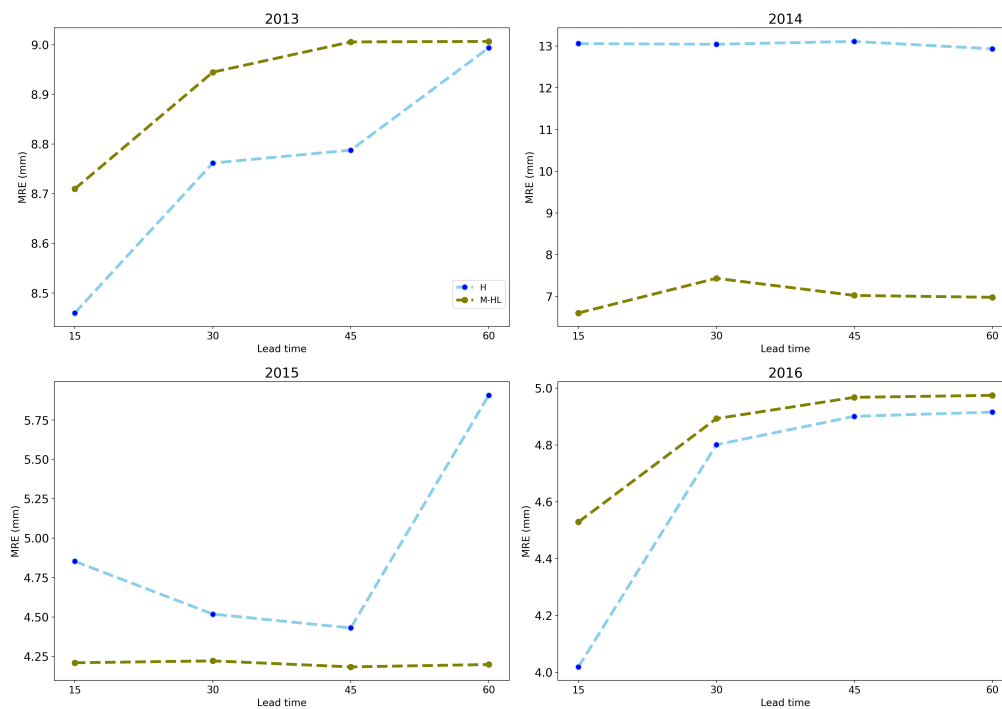 2013
9.0
8.9
8.8
8.7
8.6
8.5
MRE (mm)
H
M-HL
15 30 45 60
Lead time
2014
13
12
11
10
9
8
7
MRE (mm)
15 30 45 60
Lead time
2015
5.75
5.50
5.25
5.00
4.75
4.50
4.25
MRE (mm)
15 30 45 60
Lead time
2016
5.0
4.8
4.6
4.4
4.2
4.0
MRE (mm)
15 30 45 60
Lead time